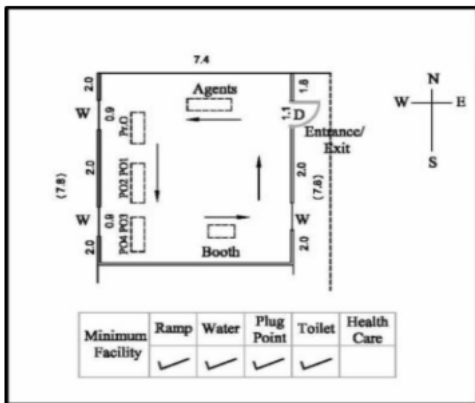 7.4
2.0
1.8
Agents
N
W
0.9
Pr.O
1.1
D
W
E
Entrance/
Exit
S
(7.8)
2.0
PO2 PO1
2.0
(7.8)
W
0.9
PO4 PO3
W
2.0
Booth
2.0
Minimum
Facility
Ramp
Water
Plug
Point
Toilet
Health
Care